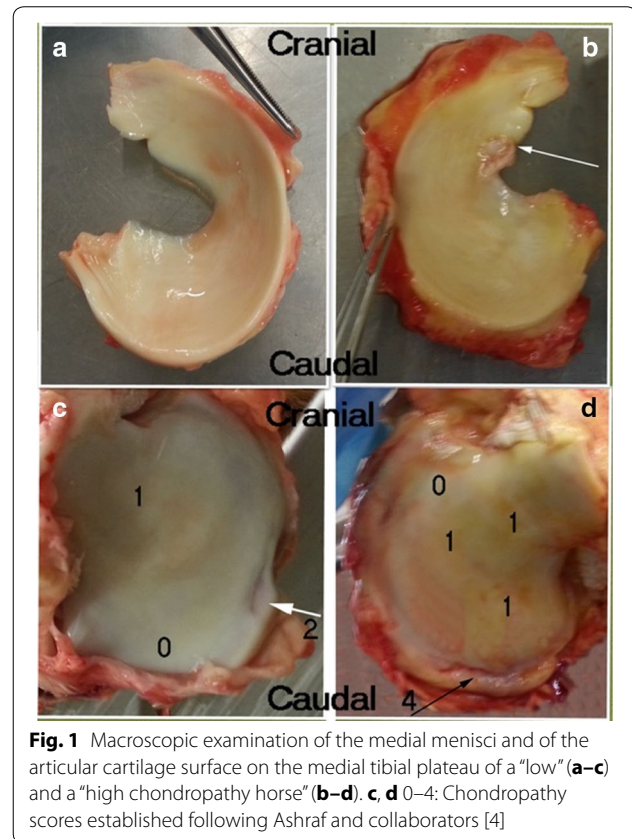 a
Cranial
b
Caudal
c
Cranial
d
1
0
1
1
1
2
0
4
Caudal
Fig. 1 Macroscopic examination of the medial menisci and of the
articular cartilage surface on the medial tibial plateau of a “low” (a–c)
and a “high chondropathy horse” (b–d). c, d 0–4: Chondropathy
scores established following Ashraf and collaborators [4]